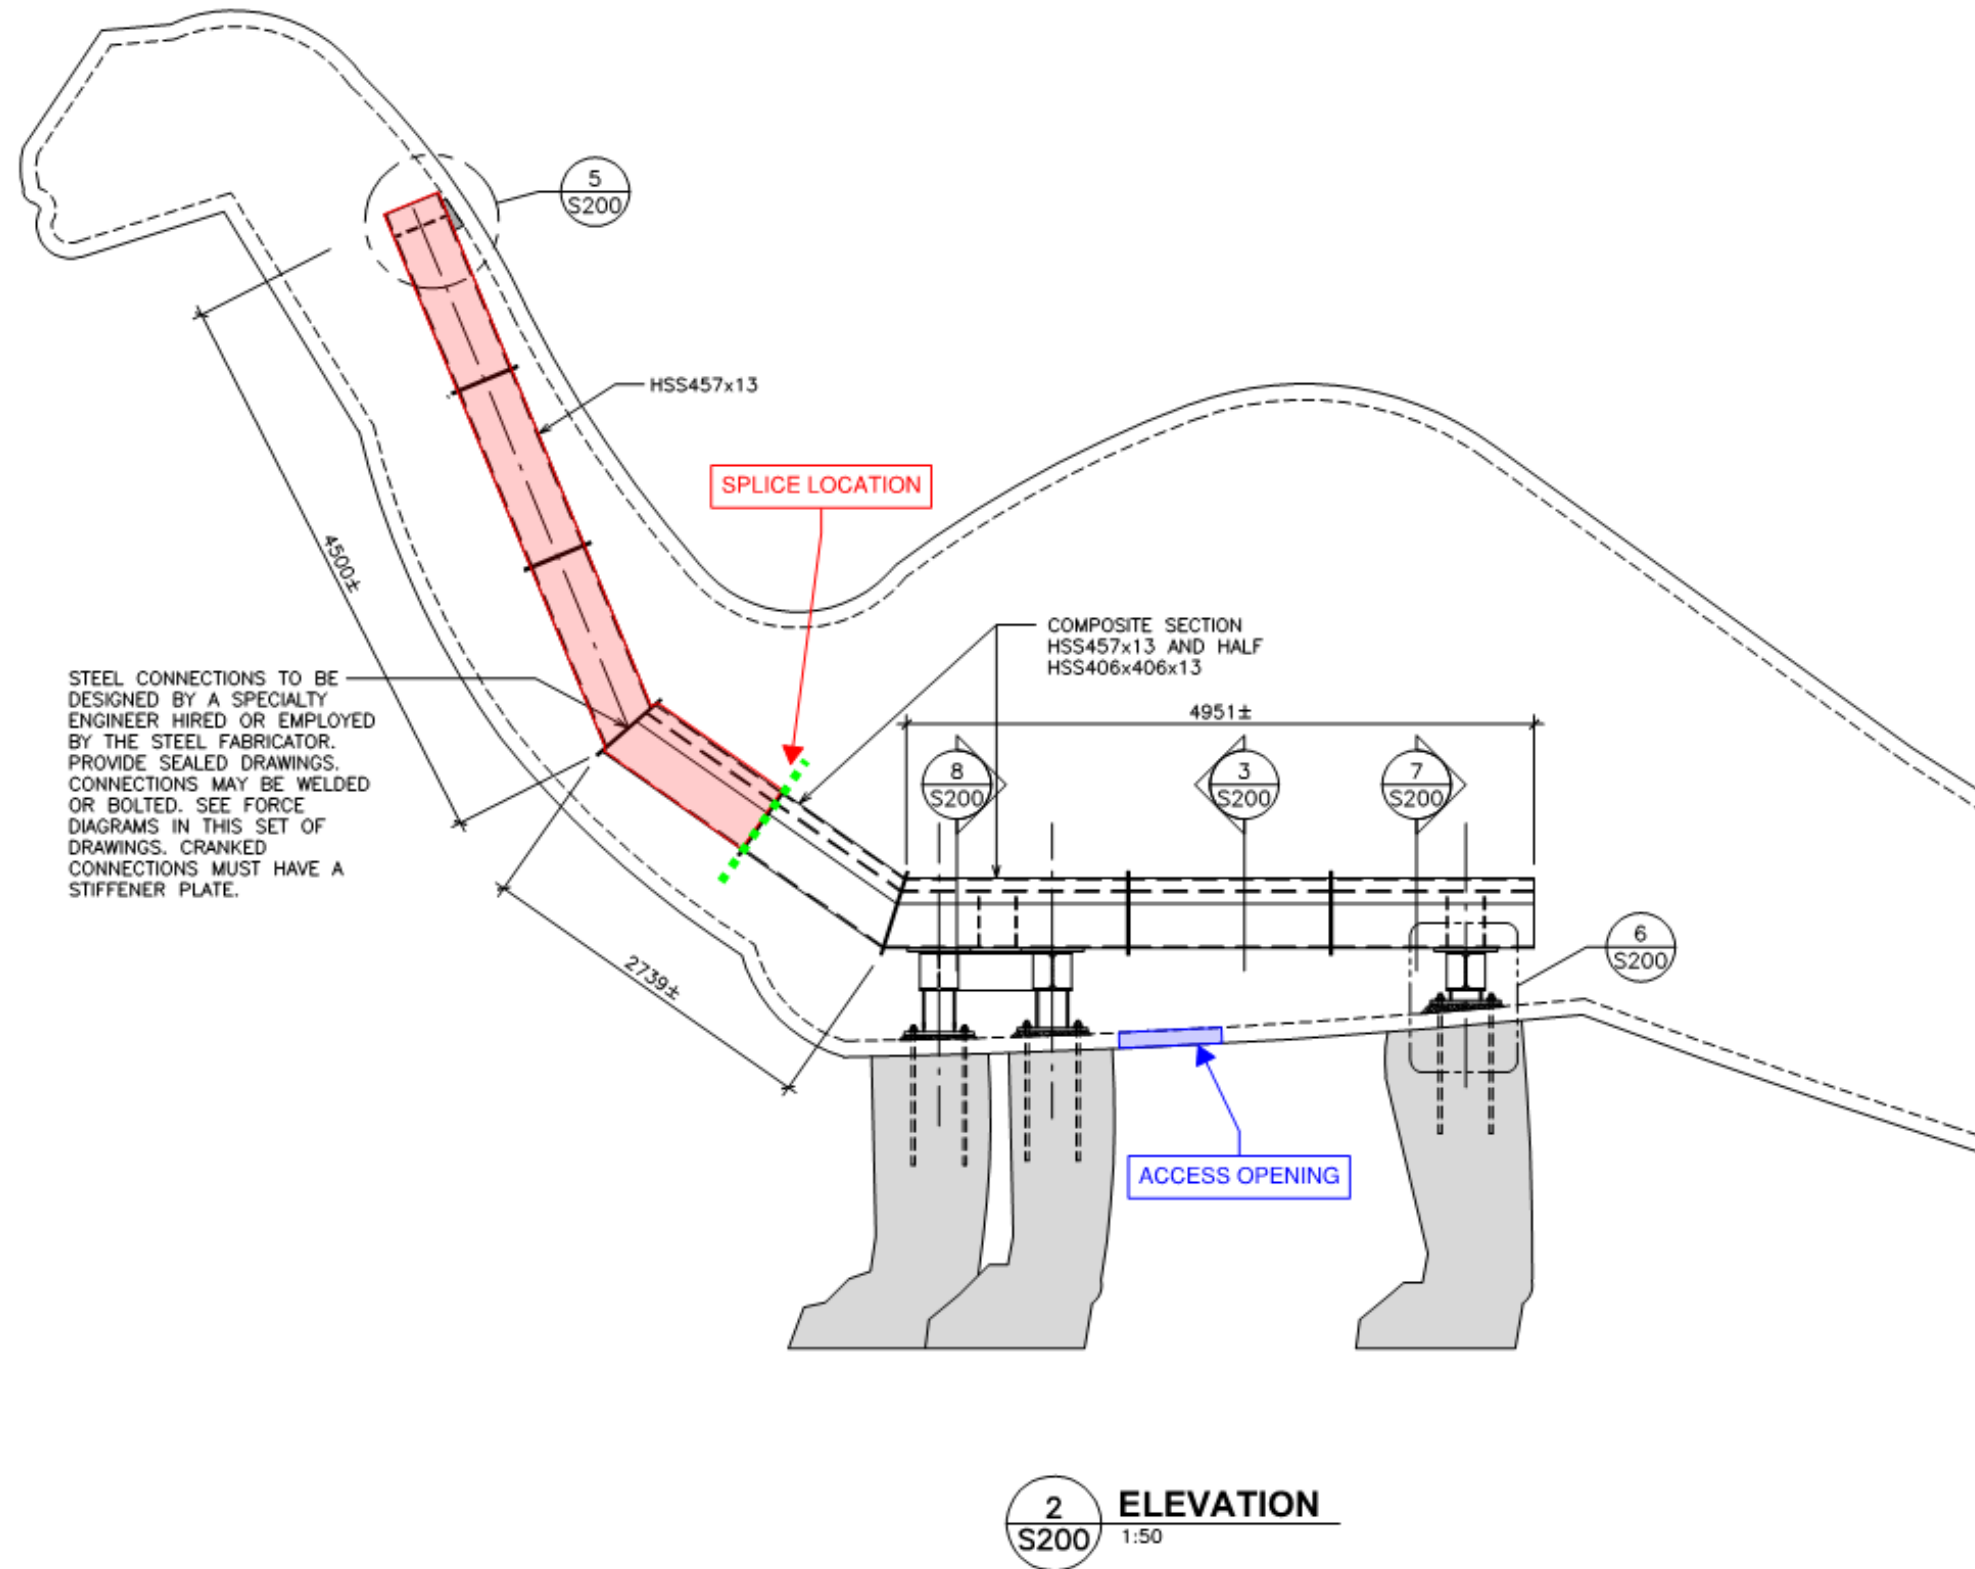 5
S200
HSS457x13
SPLICE LOCATION
4500±
COMPOSITE SECTION
HSS457x13 AND HALF
HSS406x406x13
STEEL CONNECTIONS TO BE
DESIGNED BY A SPECIALTY
ENGINEER HIRED OR EMPLOYED
BY THE STEEL FABRICATOR.
PROVIDE SEALED DRAWINGS.
CONNECTIONS MAY BE WELDED
OR BOLTED. SEE FORCE
DIAGRAMS IN THIS SET OF
DRAWINGS. CRANKED
CONNECTIONS MUST HAVE A
STIFFENER PLATE.
4951±
8
S200
3
S200
7
S200
6
S200
2739±
ACCESS OPENING
2
S200
ELEVATION
1:50